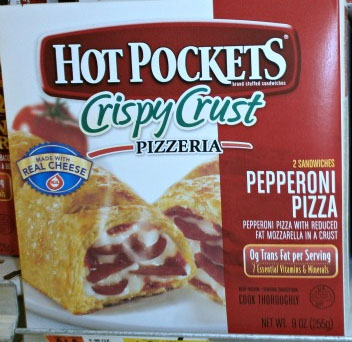 HOT POCKETS®
brand stuffed sandwiches
Crispy Crust
PIZZERIA
MADE WITH
REAL CHEESE
2 SANDWICHES
PEPPERONI
PIZZA
PEPPERONI PIZZA WITH REDUCED
FAT MOZZARELLA IN A CRUST
0g Trans Fat per Serving
7 Essential Vitamins & Minerals
COOK THOROUGHLY
NET WT. 9 OZ (255g)